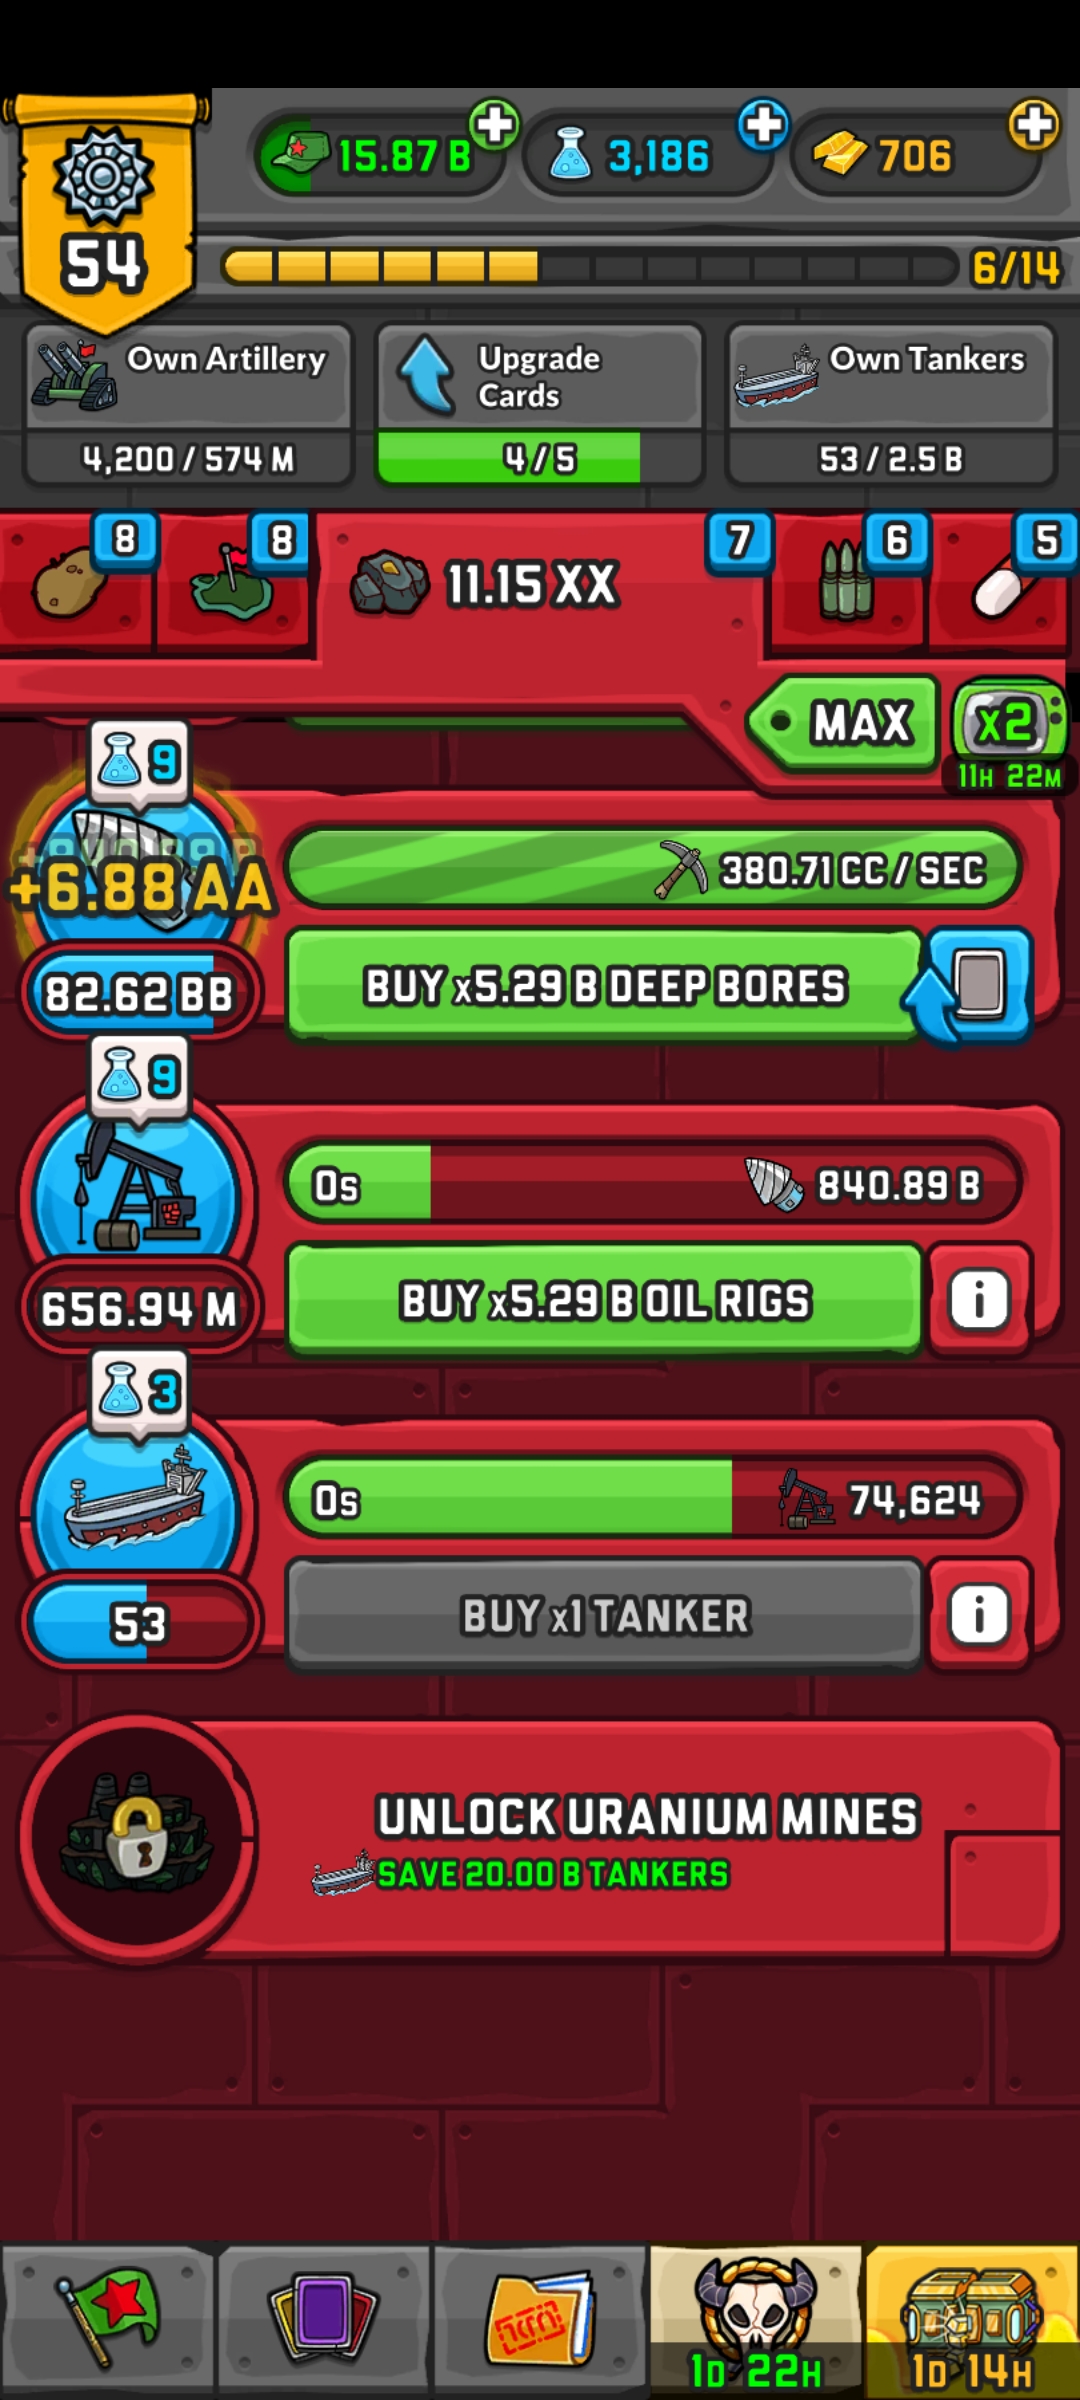 15.87 B
3,186
706
54
6/14
Own Artillery
4,200 / 574 M
Upgrade
Cards
4/5
Own Tankers
53 / 2.5 B
8
8
11.15 XX
7
6
5
MAX
x2
11H 22M
9
+6.88 AA
380.71 CC / SEC
82.62 BB
BUY x5.29 B DEEP BORES
9
0s
840.89 B
656.94 M
BUY x5.29 B OIL RIGS
i
3
0s
74,624
53
BUY x1 TANKER
i
UNLOCK URANIUM MINES
SAVE 20.00 B TANKERS
1D 22H
1D 14H